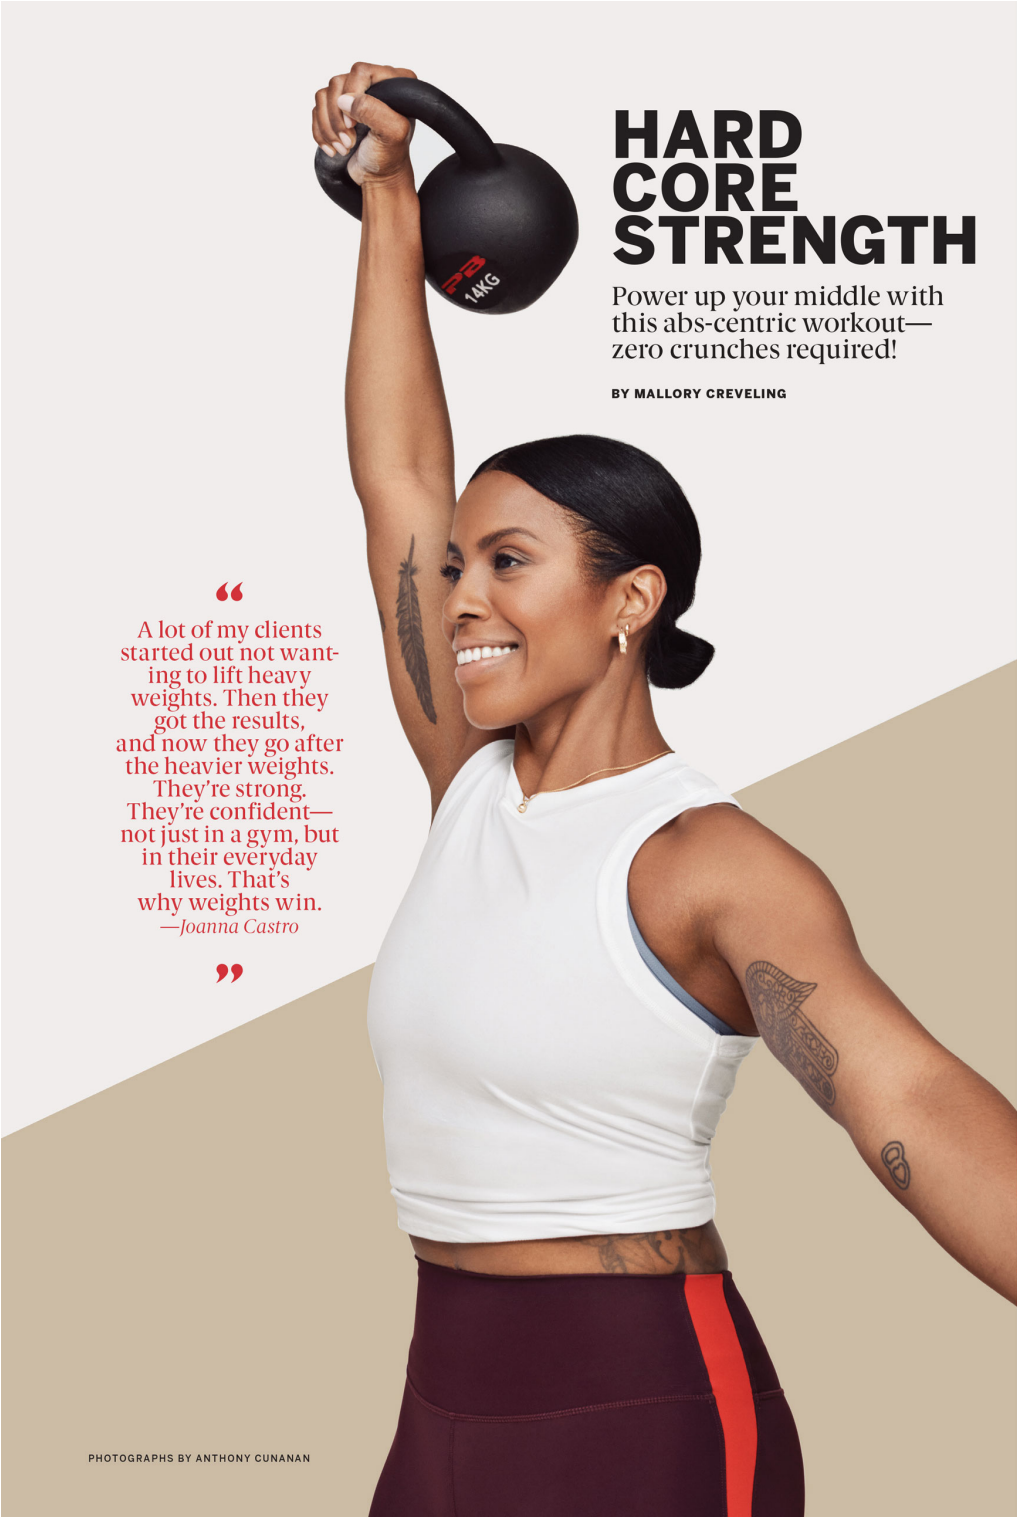 HARD
CORE
STRENGTH
Power up your middle with
this abs-centric workout—
zero crunches required!
BY MALLORY CREVELING
PB
14KG
“
A lot of my clients
started out not want-
ing to lift heavy
weights. Then they
got the results,
and now they go after
the heavier weights.
They’re strong.
They’re confident—
not just in a gym, but
in their everyday
lives. That’s
why weights win.
—Joanna Castro
”
PHOTOGRAPHS BY ANTHONY CUNANAN